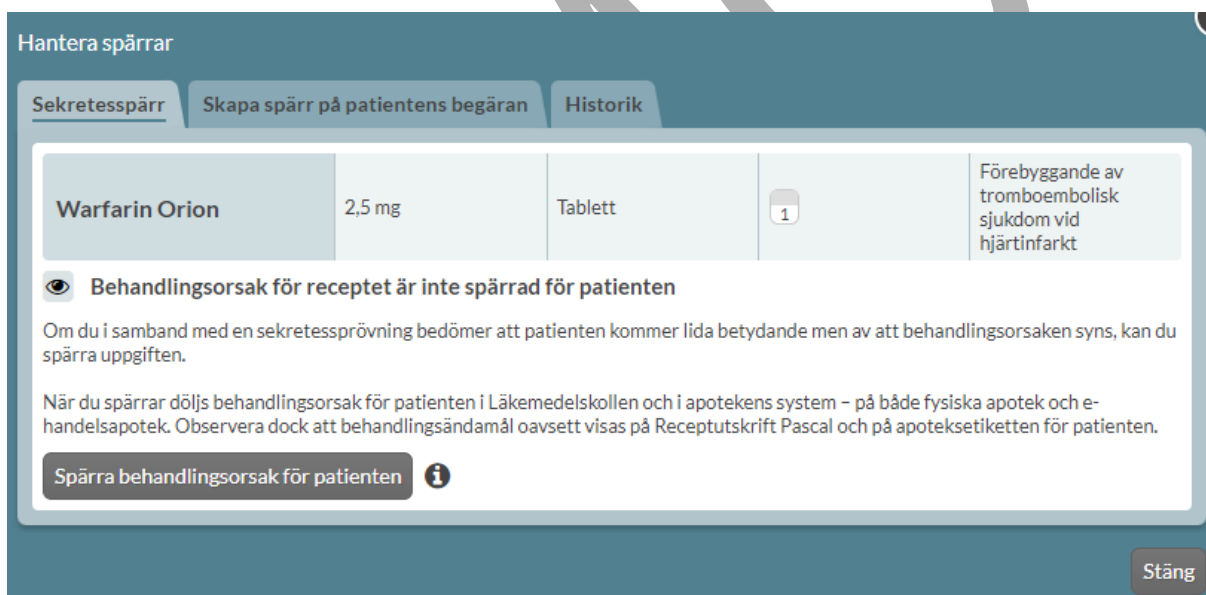 Hantera spärrar
Sekretesspärr Skapa spärr på patientens begäran Historik
Warfarin Orion 2,5 mg Tablett 1 Förebyggande av
tromboembolisk
sjukdom vid
hjärtinfarkt
Behandlingsorsak för receptet är inte spärrad för patienten
Om du i samband med en sekretessprövning bedömer att patienten kommer lida betydande men av att behandlingsorsaken syns, kan du
spärra uppgiften.
När du spärrar döljs behandlingsorsak för patienten i Läkemedelskollen och i apotekens system – på både fysiska apotek och e-
handelsapotek. Observera dock att behandlingsändamål oavsett visas på Receptutskrift Pascal och på apoteksetiketten för patienten.
Spärra behandlingsorsak för patienten
Stäng